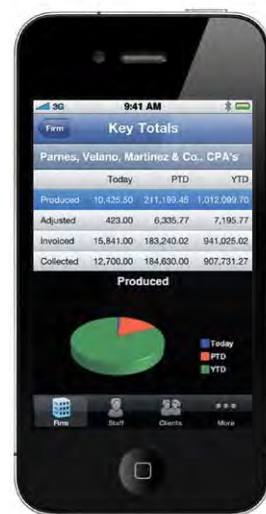 3G 9:41 AM
Firm Key Totals
Parnes, Velano, Martinez & Co., CPA's
Today PTD YTD
Produced 10,425.50 211,199.45 1,012,099.70
Adjusted 423.00 6,335.77 7,195.77
Invoiced 15,841.00 183,240.02 941,025.02
Collected 12,700.00 184,630.00 907,731.27
Produced
Today
PTD
YTD
Firm Staff Clients More